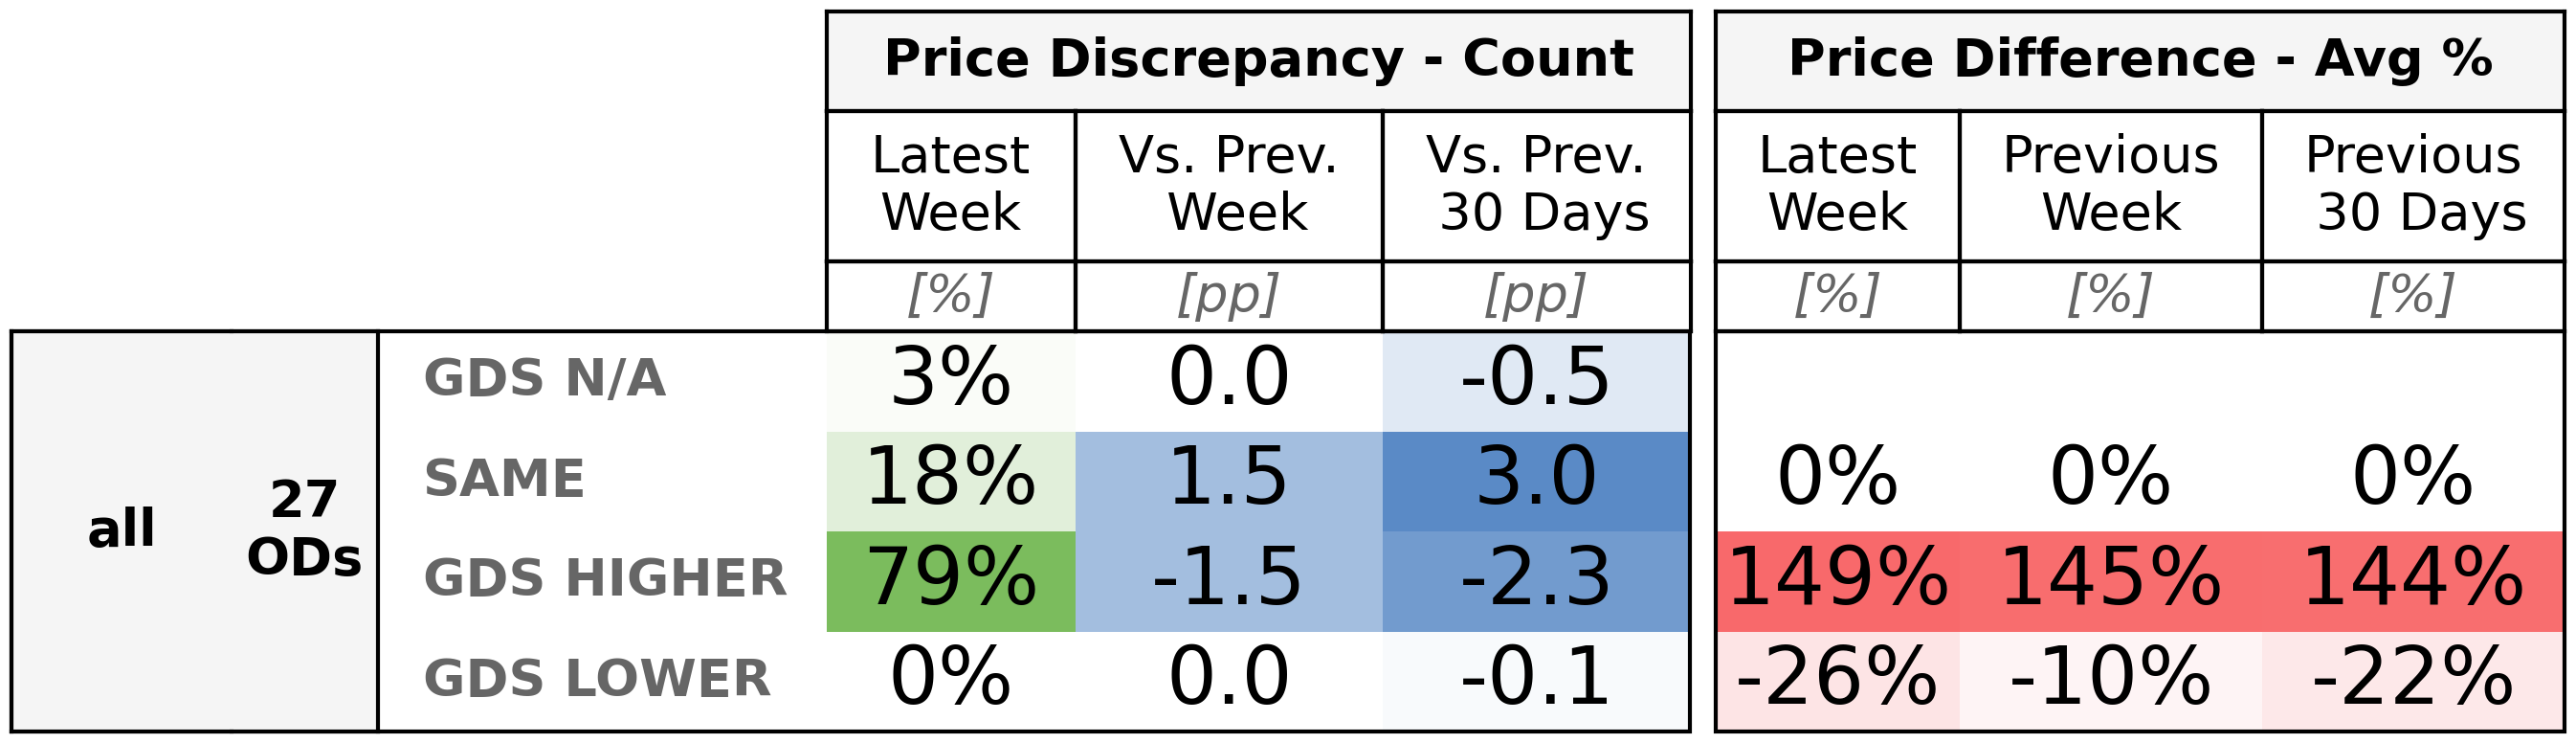 Price Discrepancy - Count Price Difference - Avg %
Latest Week Vs. Prev. Week Vs. Prev. 30 Days Latest Week Previous Week Previous 30 Days
[%] [pp] [pp] [%] [%] [%]
all 27 ODs
GDS N/A 3% 0.0 -0.5
SAME 18% 1.5 3.0 0% 0% 0%
GDS HIGHER 79% -1.5 -2.3 149% 145% 144%
GDS LOWER 0% 0.0 -0.1 -26% -10% -22%